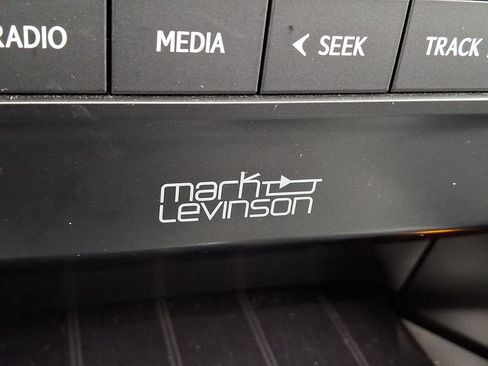 RADIO MEDIA < SEEK TRACK
mark
Levinson